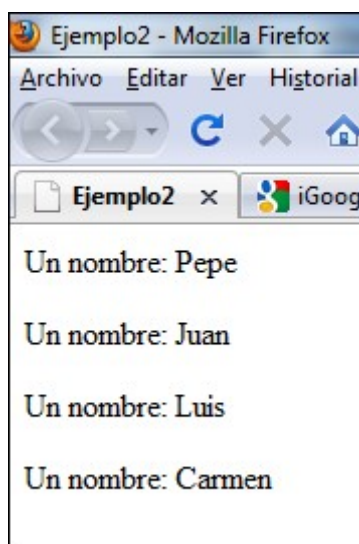 Ejemplo2 - Mozilla Firefox
Archivo Editar Ver Historial
Ejemplo2 × iGoog
Un nombre: Pepe
Un nombre: Juan
Un nombre: Luis
Un nombre: Carmen